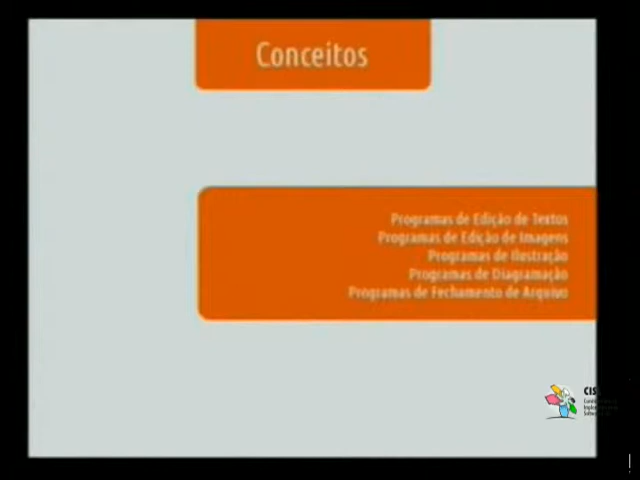 Conceitos
Programas de Edição de Textos
Programas de Edição de Imagens
Programas de Ilustração
Programas de Diagramação
Programas de Fechamento de Arquivo
CIS